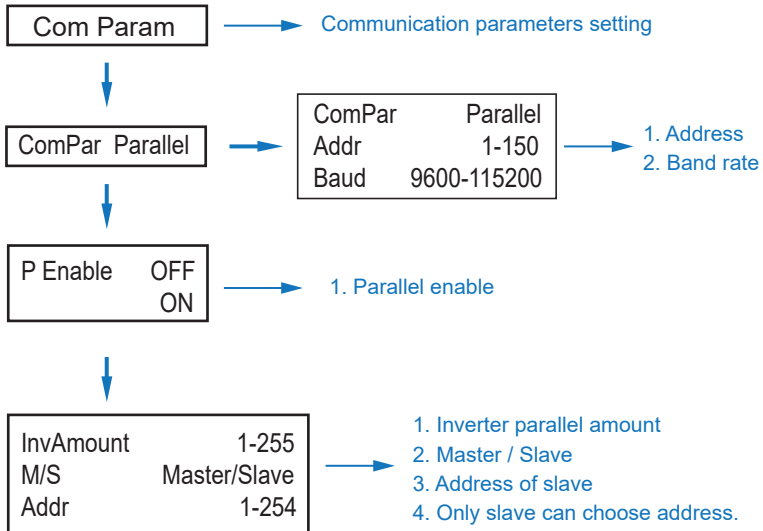 Com Param
Communication parameters setting
ComPar Parallel
ComPar Parallel
Addr 1-150
Baud 9600-115200
1. Address
2. Band rate
P Enable OFF
ON
1. Parallel enable
InvAmount 1-255
M/S Master/Slave
Addr 1-254
1. Inverter parallel amount
2. Master / Slave
3. Address of slave
4. Only slave can choose address.